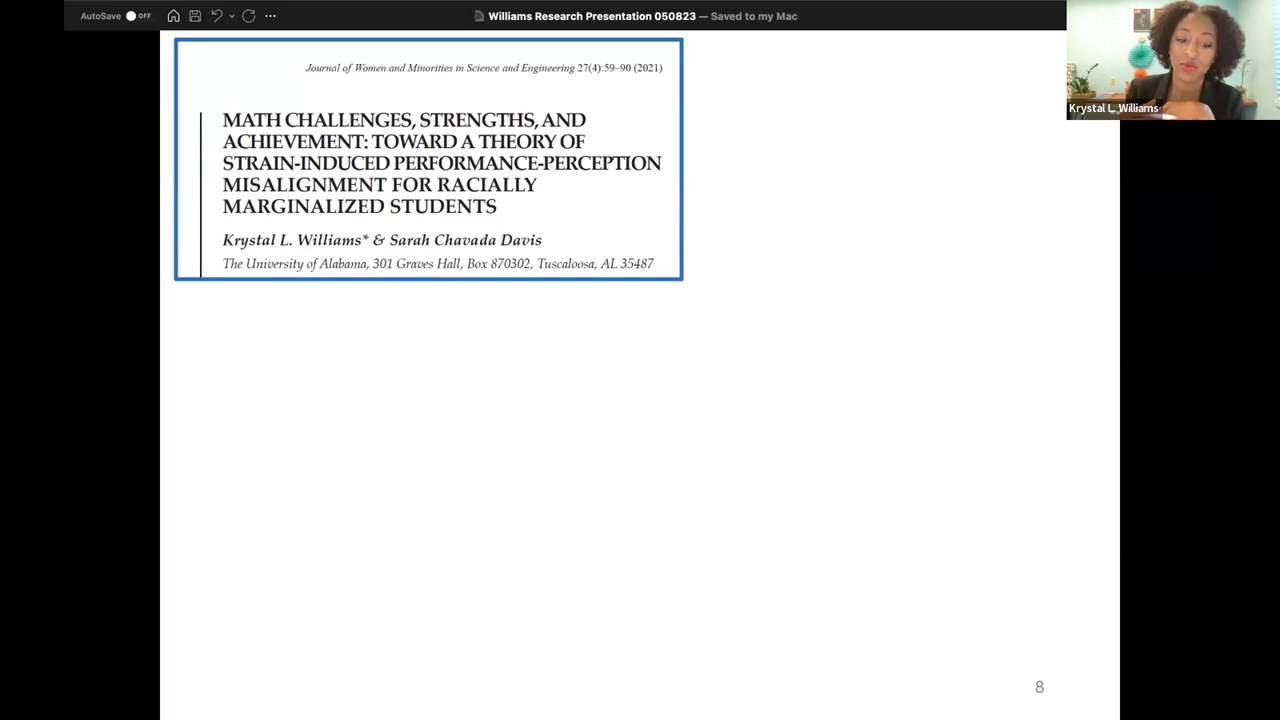 AutoSave OFF
Williams Research Presentation 050823 — Saved to my Mac
Krystal L. Williams
Journal of Women and Minorities in Science and Engineering 27(4):59–90 (2021)
MATH CHALLENGES, STRENGTHS, AND
ACHIEVEMENT: TOWARD A THEORY OF
STRAIN-INDUCED PERFORMANCE-PERCEPTION
MISALIGNMENT FOR RACIALLY
MARGINALIZED STUDENTS
Krystal L. Williams* & Sarah Chavada Davis
The University of Alabama, 301 Graves Hall, Box 870302, Tuscaloosa, AL 35487
8